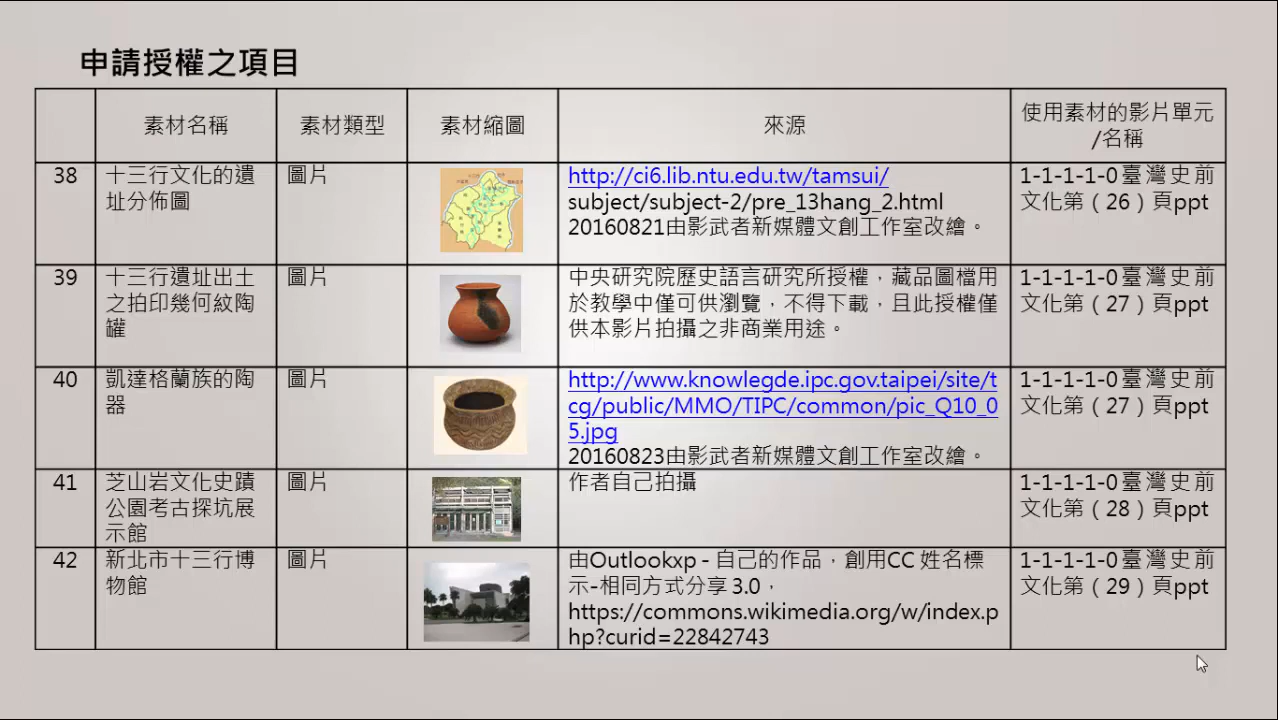 申請授權之項目
素材名稱
素材類型
素材縮圖
來源
使用素材的影片單元
/名稱
38
十三行文化的遺
址分佈圖
圖片
http://ci6.lib.ntu.edu.tw/tamsui/
subject/subject-2/pre_13hang_2.html
20160821由影武者新媒體文創工作室改繪。
1-1-1-1-0臺灣史前
文化第（26）頁ppt
39
十三行遺址出土
之拍印幾何紋陶
罐
圖片
中央研究院歷史語言研究所授權，藏品圖檔用
於教學中僅可供瀏覽，不得下載，且此授權僅
供本影片拍攝之非商業用途。
1-1-1-1-0臺灣史前
文化第（27）頁ppt
40
凱達格蘭族的陶
器
圖片
http://www.knowlegde.ipc.gov.taipei/site/t
cg/public/MMO/TIPC/common/pic_Q10_0
5.jpg
20160823由影武者新媒體文創工作室改繪。
1-1-1-1-0臺灣史前
文化第（27）頁ppt
41
芝山岩文化史蹟
公園考古探坑展
示館
圖片
作者自己拍攝
1-1-1-1-0臺灣史前
文化第（28）頁ppt
42
新北市十三行博
物館
圖片
由Outlookxp - 自己的作品，創用CC 姓名標
示-相同方式分享 3.0，
https://commons.wikimedia.org/w/index.p
hp?curid=22842743
1-1-1-1-0臺灣史前
文化第（29）頁ppt